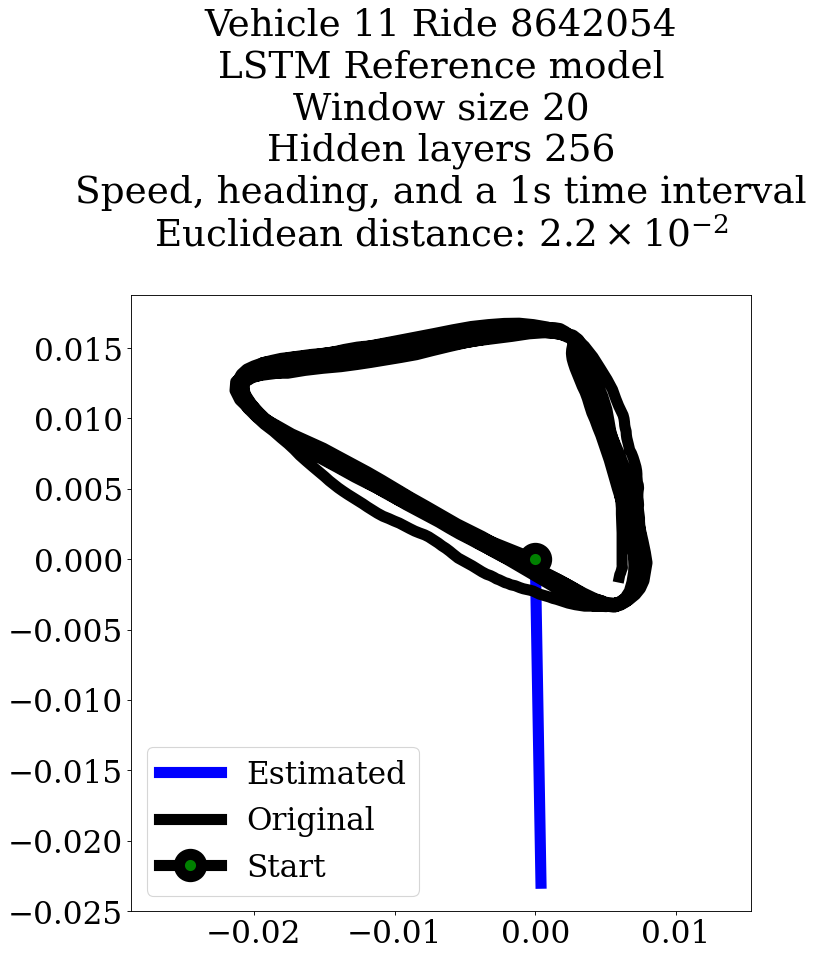 Vehicle 11 Ride 8642054
LSTM Reference model
Window size 20
Hidden layers 256
Speed, heading, and a 1s time interval
Euclidean distance: 2.2 × 10⁻²
0.015
0.010
0.005
0.000
−0.005
−0.010
−0.015
−0.020
−0.025
Estimated
Original
Start
−0.02 −0.01 0.00 0.01